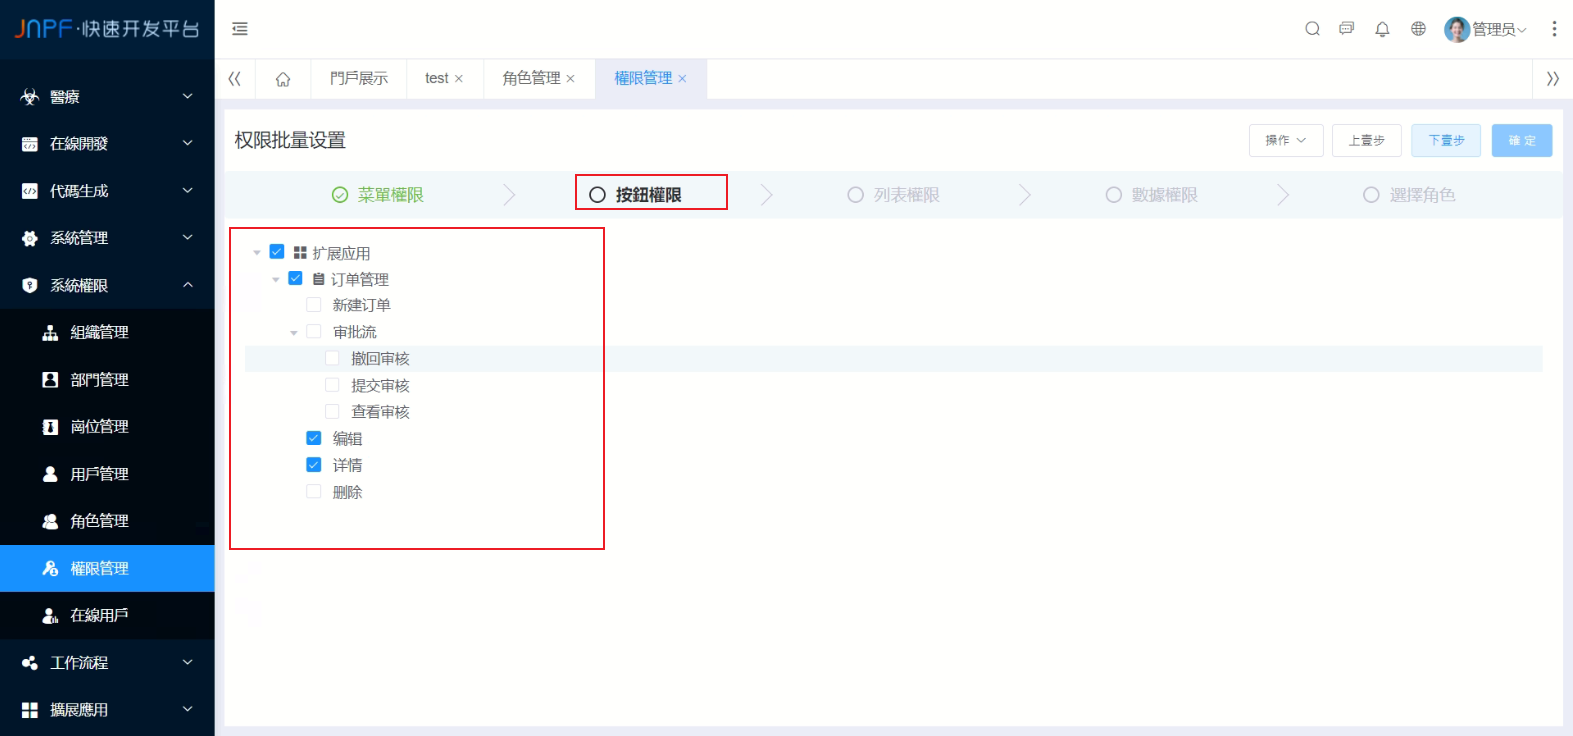 JNPF·快速开发平台
管理员
門戶展示
test
角色管理
權限管理
醫療
在線開發
代碼生成
系統管理
系統權限
組織管理
部門管理
崗位管理
用戶管理
角色管理
權限管理
在線用戶
工作流程
擴展應用
权限批量设置
操作
上壹步
下壹步
確 定
菜單權限
按鈕權限
列表權限
數據權限
選擇角色
扩展应用
订单管理
新建订单
审批流
撤回审核
提交审核
查看审核
编辑
详情
删除